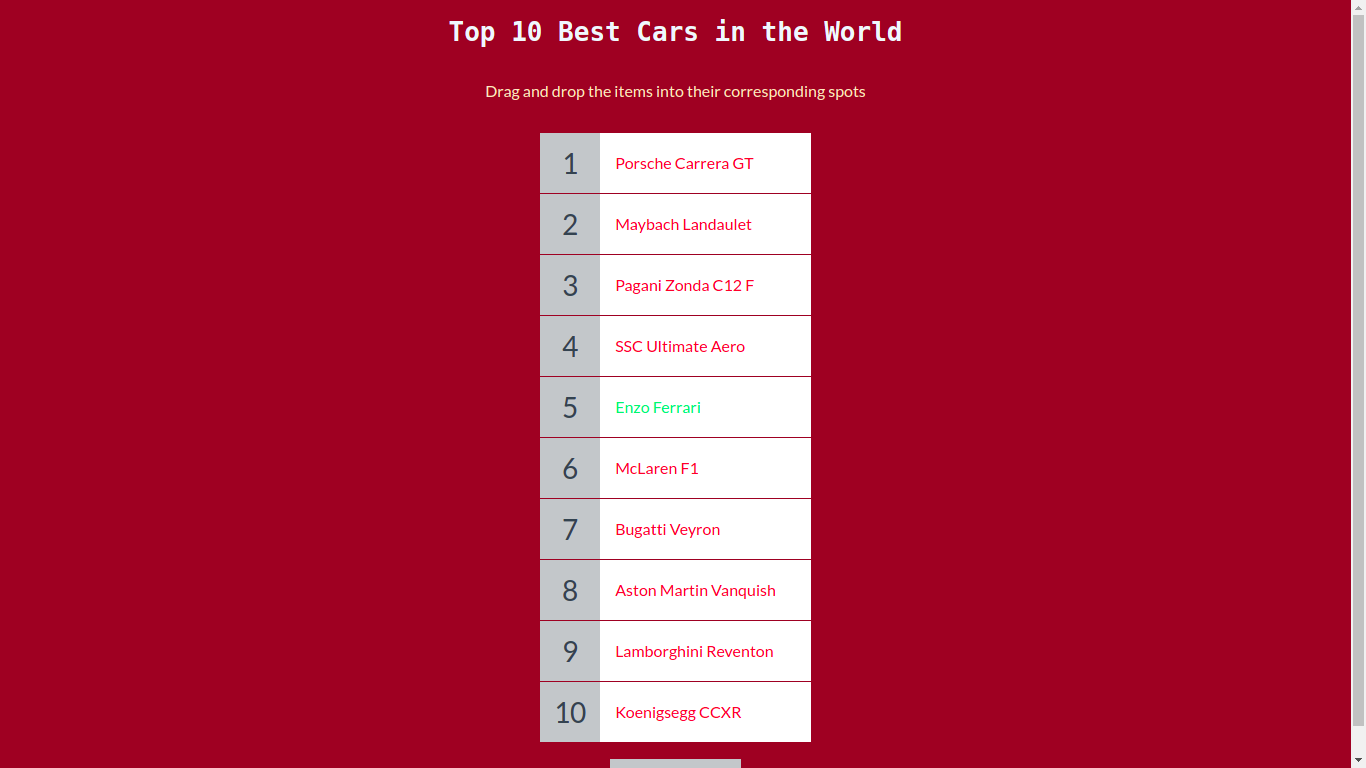 Top 10 Best Cars in the World
Drag and drop the items into their corresponding spots
1 Porsche Carrera GT
2 Maybach Landaulet
3 Pagani Zonda C12 F
4 SSC Ultimate Aero
5 Enzo Ferrari
6 McLaren F1
7 Bugatti Veyron
8 Aston Martin Vanquish
9 Lamborghini Reventon
10 Koenigsegg CCXR